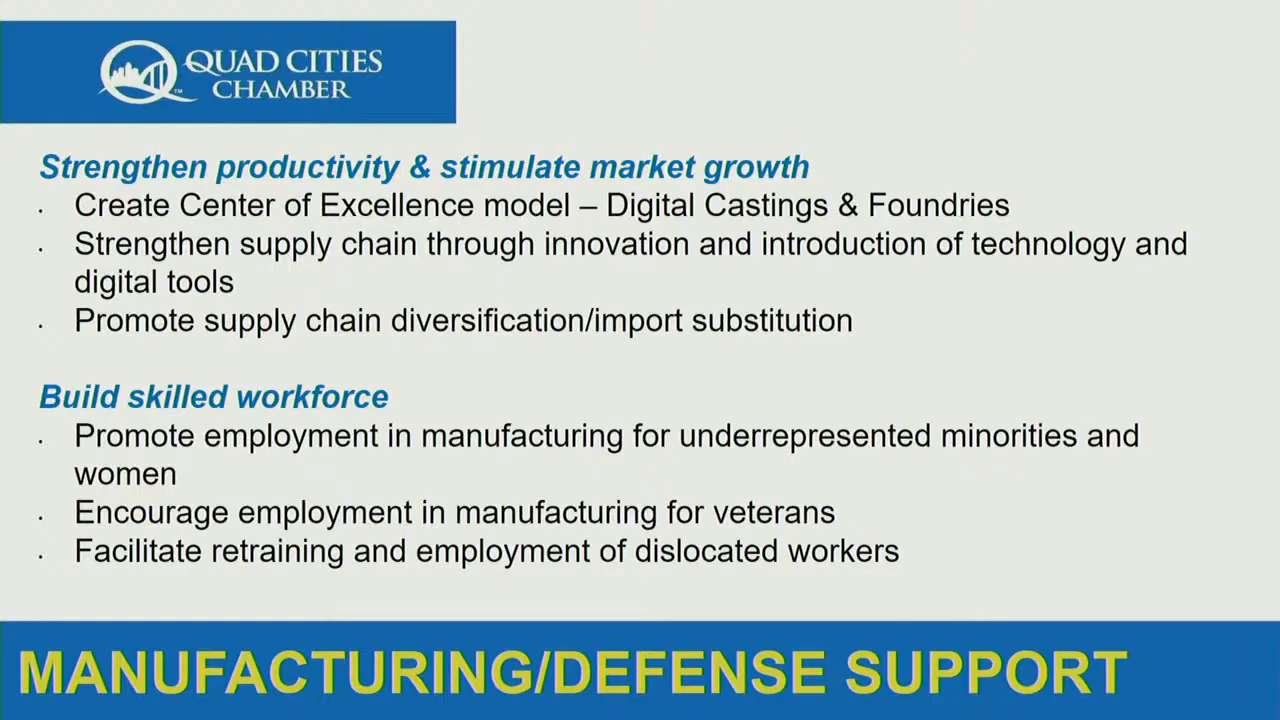 QUAD CITIES
CHAMBER
™
Strengthen productivity & stimulate market growth
· Create Center of Excellence model – Digital Castings & Foundries
· Strengthen supply chain through innovation and introduction of technology and
digital tools
· Promote supply chain diversification/import substitution
Build skilled workforce
· Promote employment in manufacturing for underrepresented minorities and
women
· Encourage employment in manufacturing for veterans
· Facilitate retraining and employment of dislocated workers
MANUFACTURING/DEFENSE SUPPORT